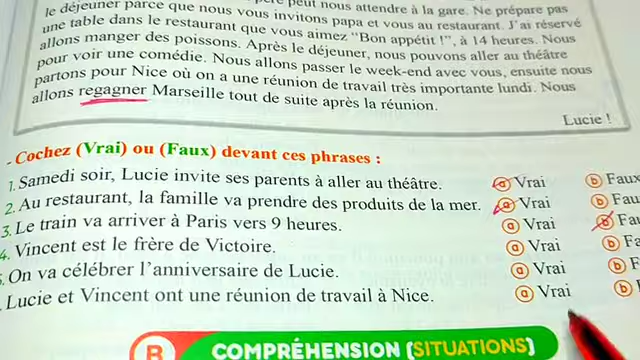 le déjeuner parce que nous vous invitons papa et vous au restaurant. J'ai réservé
une table dans le restaurant que vous aimez "Bon appétit !", à 14 heures. Nous
allons manger des poissons. Après le déjeuner, nous pouvons aller au théâtre
pour voir une comédie. Nous allons passer le week-end avec vous, ensuite nous
partons pour Nice où on a une réunion de travail très importante lundi. Nous
allons regagner Marseille tout de suite après la réunion.
Lucie !
- Cochez (Vrai) ou (Faux) devant ces phrases :
1. Samedi soir, Lucie invite ses parents à aller au théâtre. a Vrai b Faux
2. Au restaurant, la famille va prendre des produits de la mer. a Vrai b Fau
3. Le train va arriver à Paris vers 9 heures. a Vrai b Fau
4. Vincent est le frère de Victoire. a Vrai b Fa
5. On va célébrer l'anniversaire de Lucie. a Vrai b F
. Lucie et Vincent ont une réunion de travail à Nice. a Vrai b
B COMPRÉHENSION (SITUATIONS)